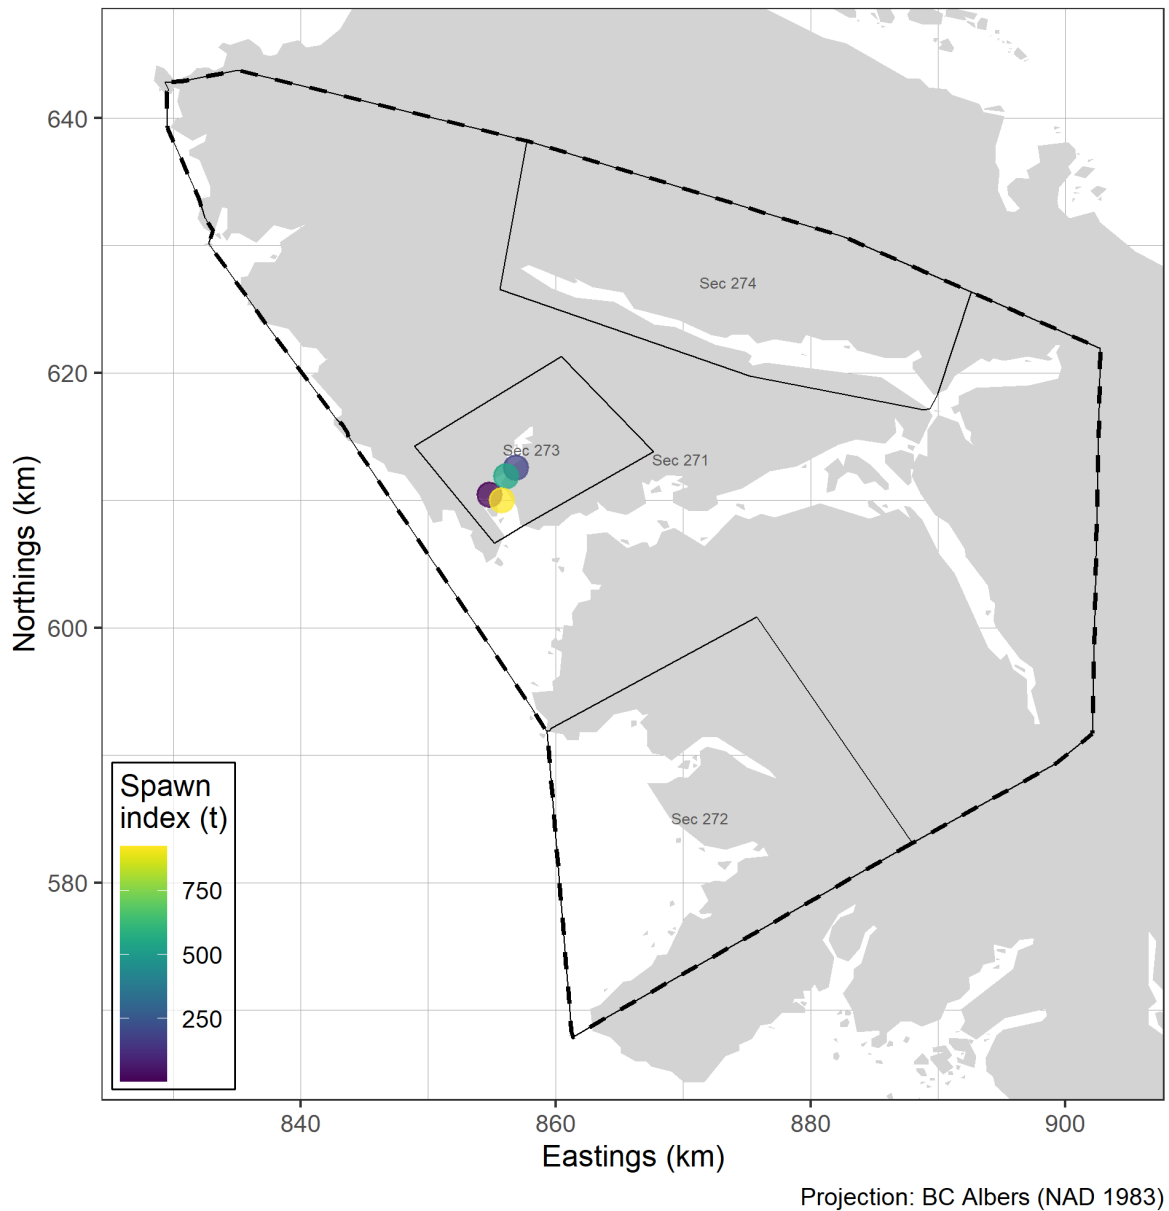 640
620
600
580
Northings (km)
Sec 274
Sec 273
Sec 271
Sec 272
Spawn
index (t)
750
500
250
840
860
880
900
Eastings (km)
Projection: BC Albers (NAD 1983)